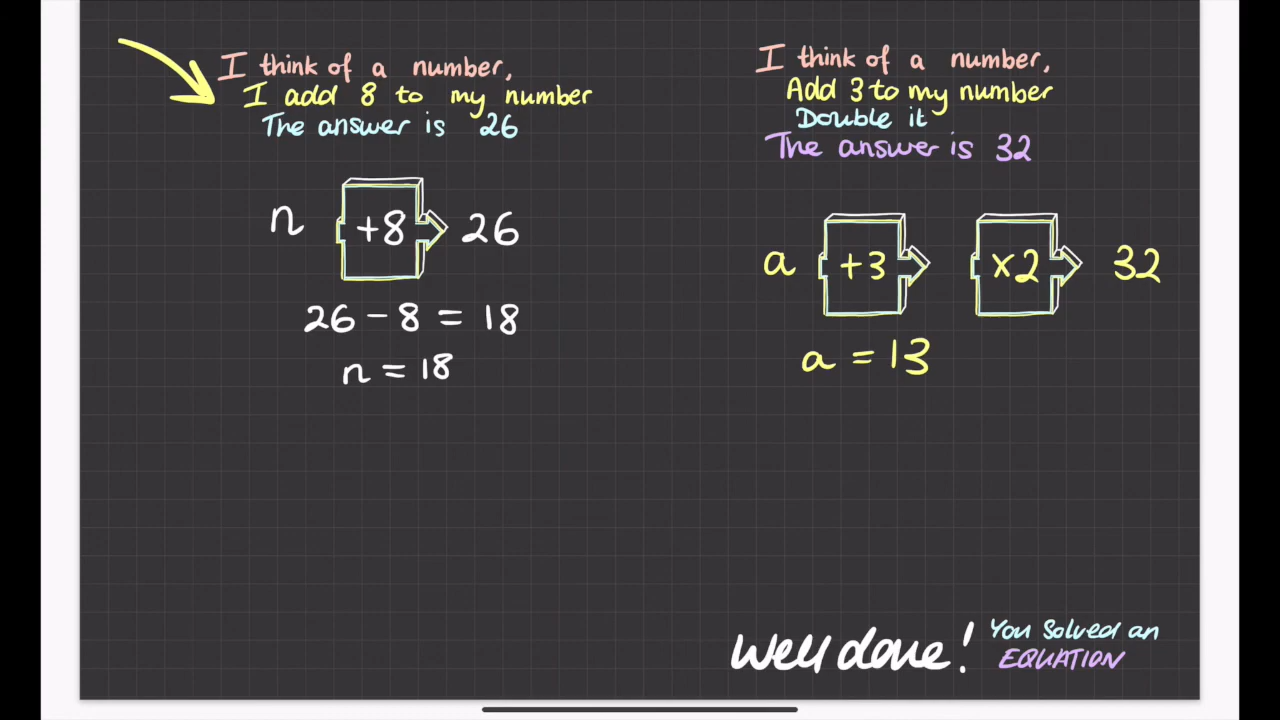 I think of a number,
I add 8 to my number
The answer is 26
n +8 26
26 - 8 = 18
n = 18
I think of a number,
Add 3 to my number
Double it
The answer is 32
a +3 ×2 32
a = 13
Well done!
You solved an
EQUATION